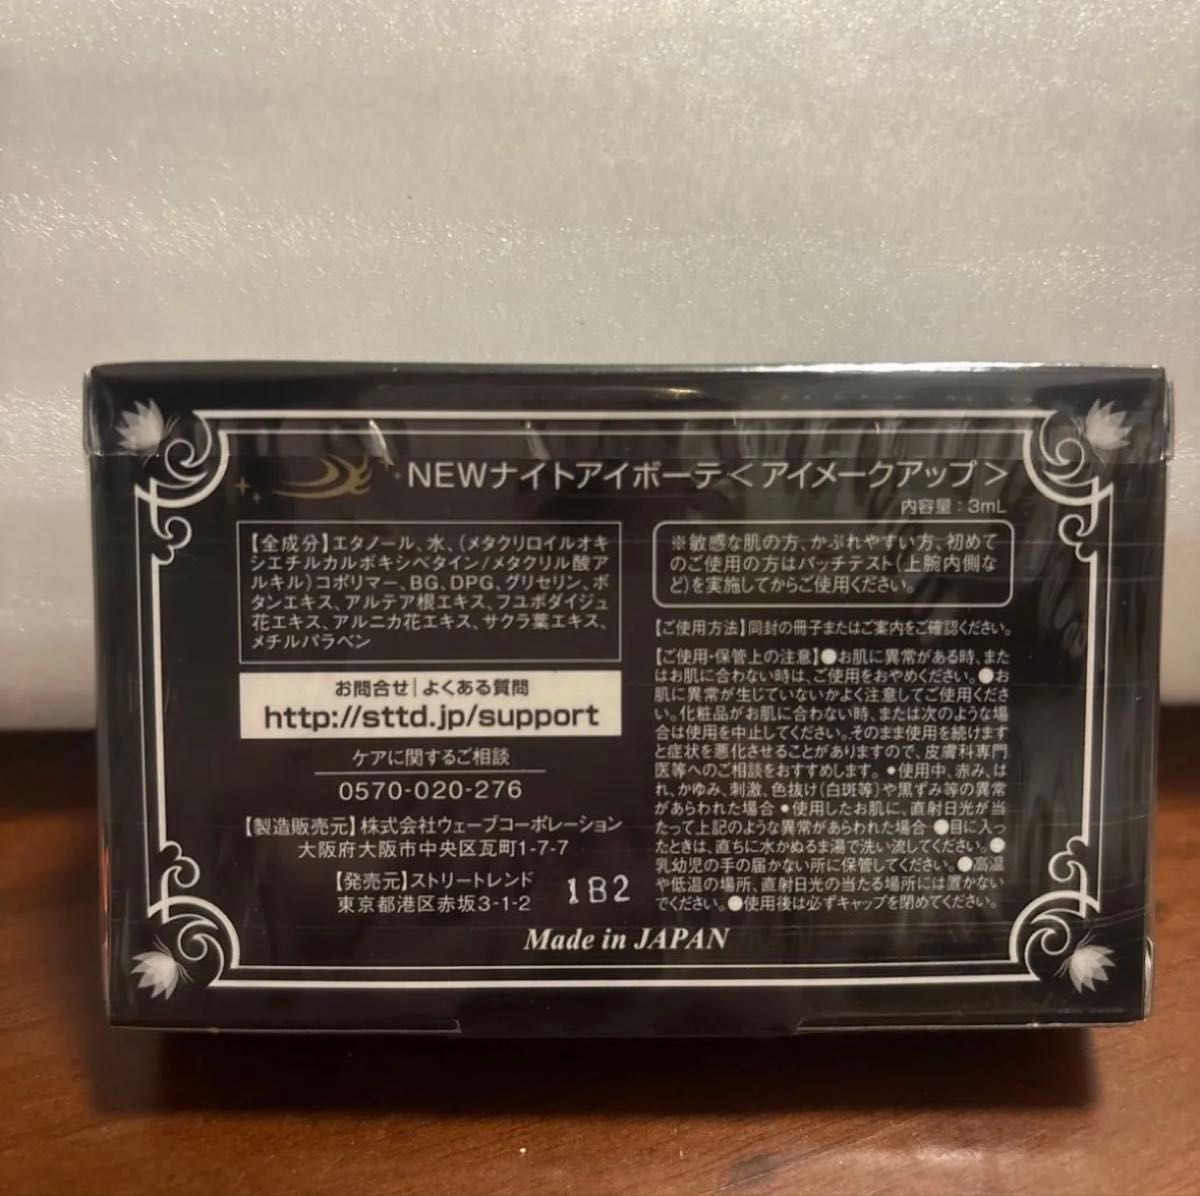 NEWナイトアイボーテ＜アイメークアップ＞
内容量：3mL
【全成分】エタノール、水、（メタクリロイルオキ
シエチルカルボキシベタイン/メタクリル酸ア
ルキル）コポリマー、BG、DPG、グリセリン、ボ
タンエキス、アルテア根エキス、フユボダイジュ
花エキス、アルニカ花エキス、サクラ葉エキス、
メチルパラベン
お問合せ|よくある質問
http://sttd.jp/support
ケアに関するご相談
0570-020-276
【製造販売元】株式会社ウェーブコーポレーション
大阪府大阪市中央区瓦町1-7-7
【発売元】ストリートレンド
東京都港区赤坂3-1-2
1B2
※敏感な肌の方、かぶれやすい方、初めて
のご使用の方はパッチテスト（上腕内側な
ど）を実施してからご使用ください。
【ご使用方法】同封の冊子またはご案内をご確認ください。
【ご使用・保管上の注意】●お肌に異常がある時、また
はお肌に合わない時は、ご使用をおやめください。●お
肌に異常が生じていないかよく注意してご使用くださ
い。化粧品がお肌に合わない時、または次のような場
合は使用を中止してください。そのまま使用を続けます
と症状を悪化させることがありますので、皮膚科専門
医等へのご相談をおすすめします。•使用中、赤み、は
れ、かゆみ、刺激、色抜け（白斑等）や黒ずみ等の異常
があらわれた場合 •使用したお肌に、直射日光が当
たって上記のような異常があらわれた場合 ●目に入っ
たときは、直ちに水かぬるま湯で洗い流してください。●
乳幼児の手の届かない所に保管してください。●高温
や低温の場所、直射日光の当たる場所には置かない
でください。●使用後は必ずキャップを閉めてください。
Made in JAPAN